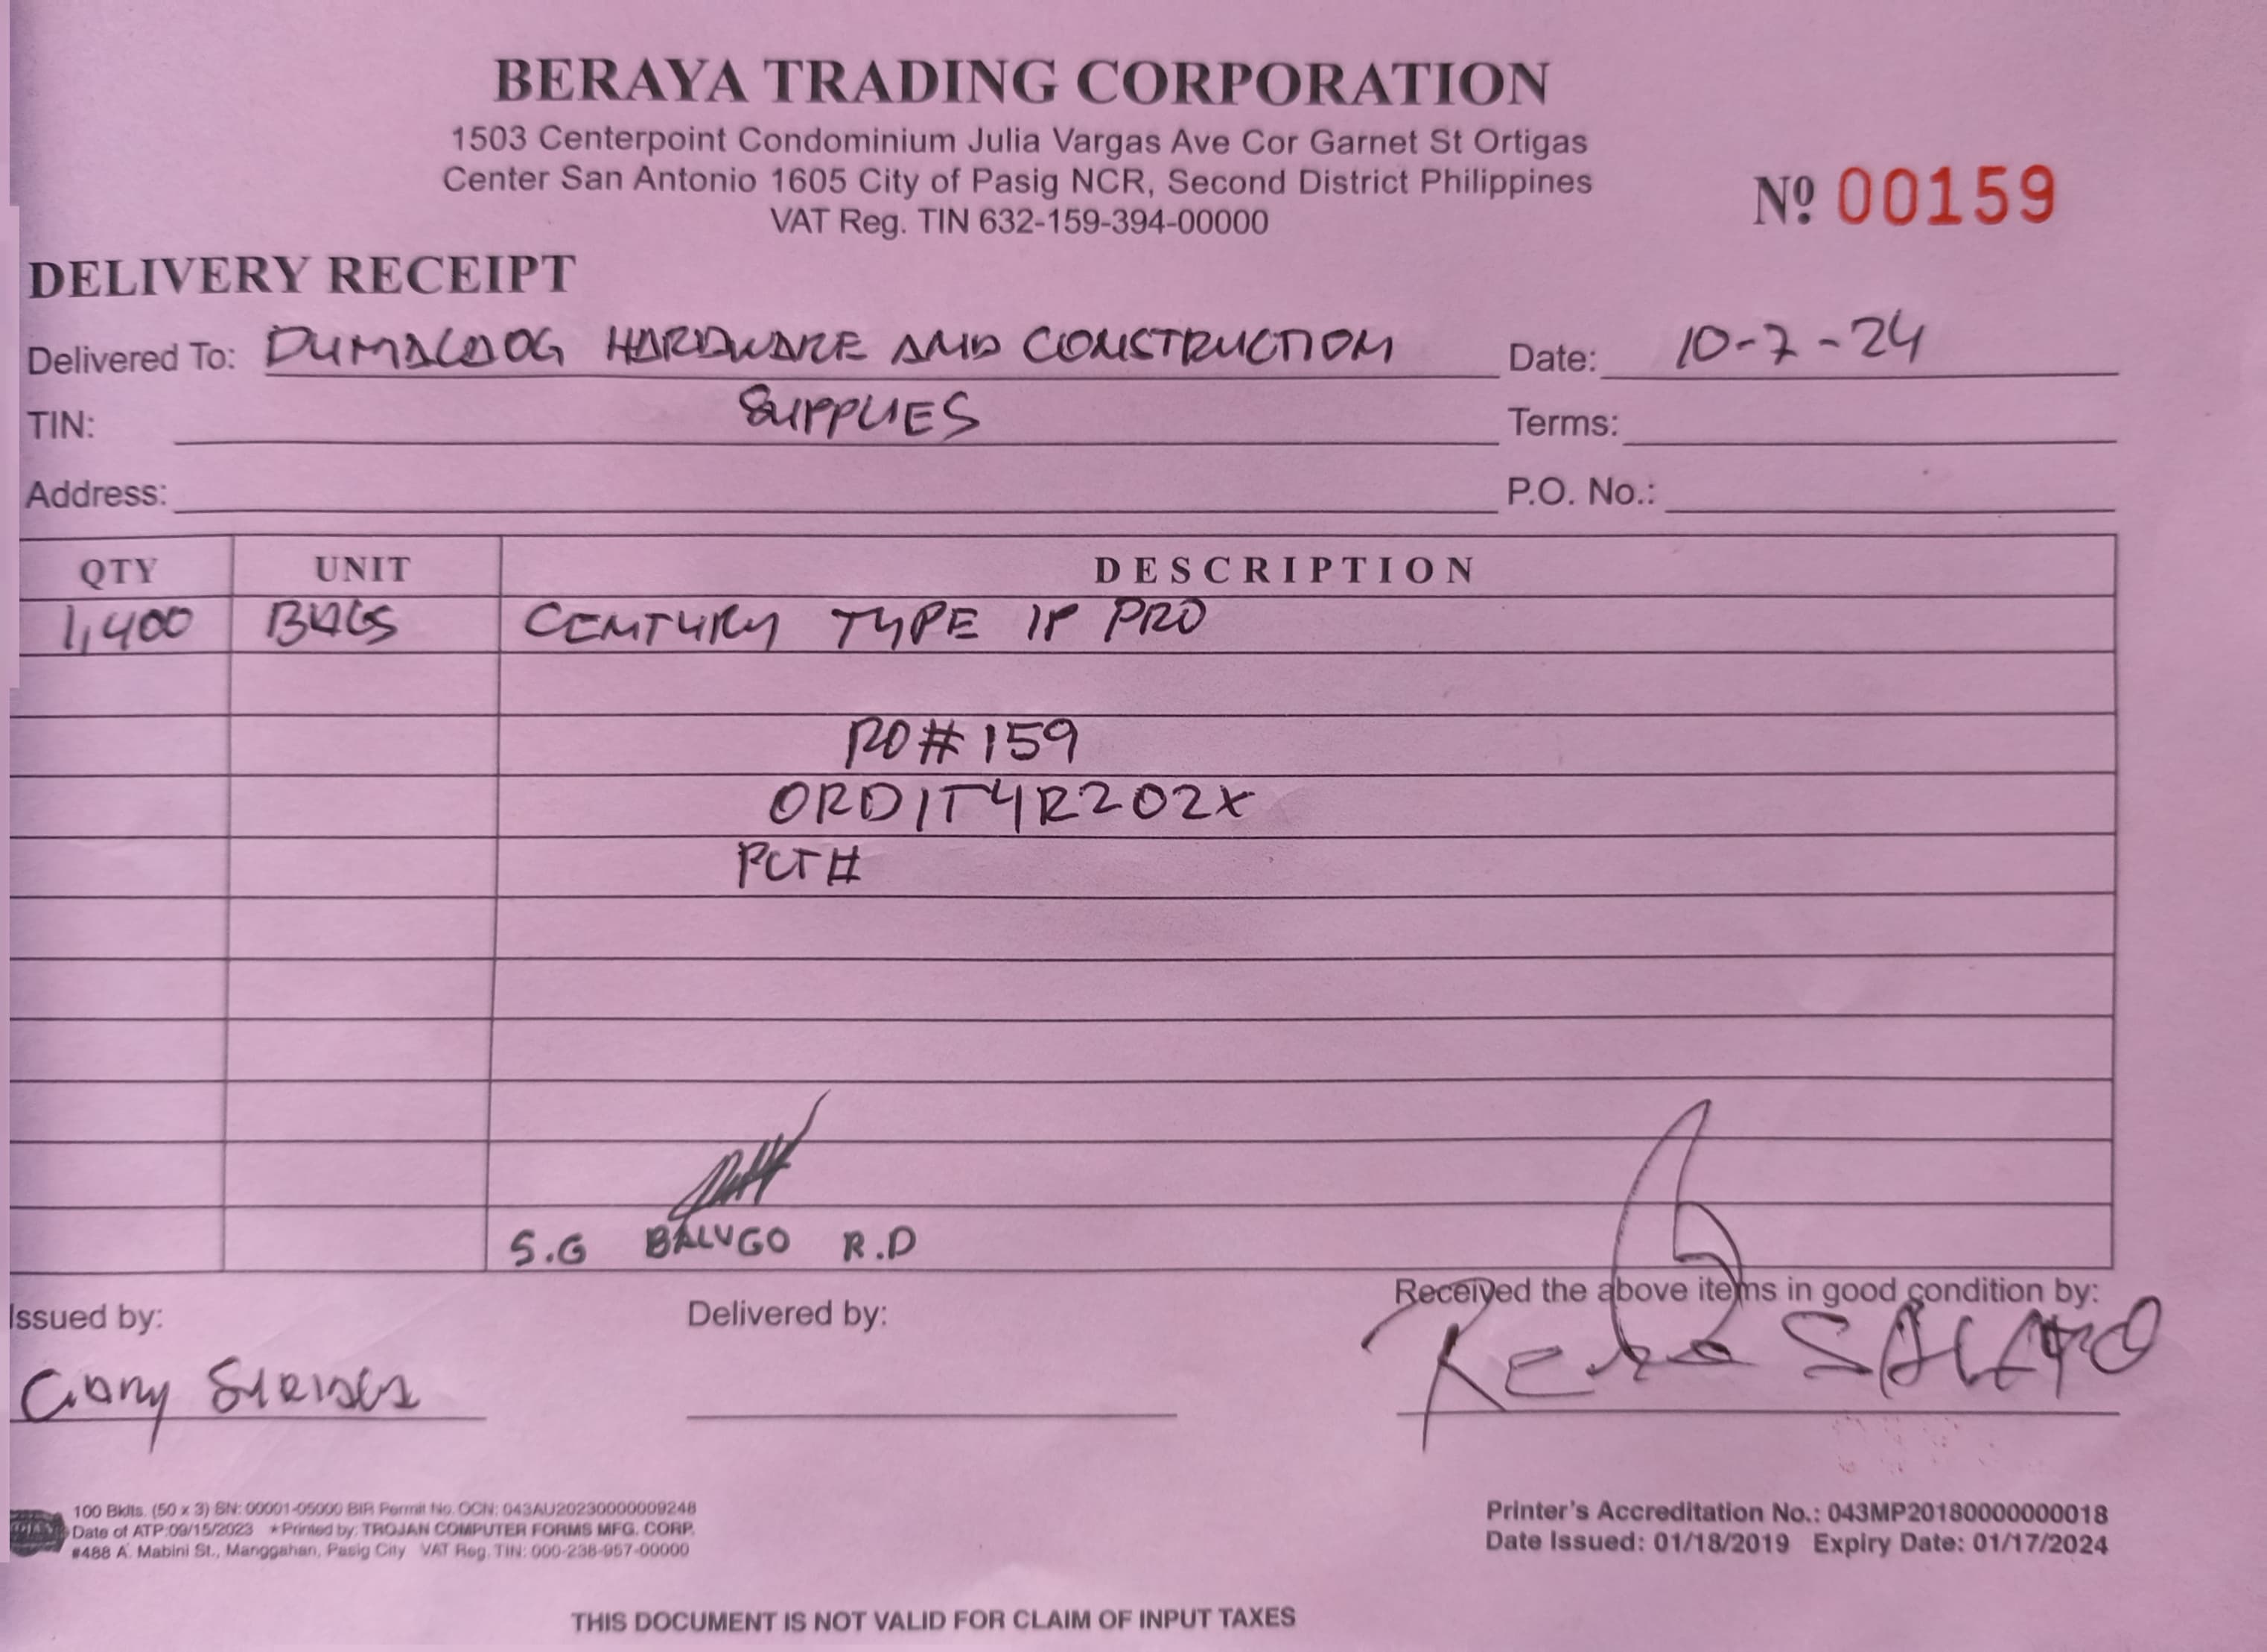 BERAYA TRADING CORPORATION
1503 Centerpoint Condominium Julia Vargas Ave Cor Garnet St Ortigas
Center San Antonio 1605 City of Pasig NCR, Second District Philippines
VAT Reg. TIN 632-159-394-00000
Nº 00159
DELIVERY RECEIPT
Delivered To: DUMALAOG HARDWARE AND CONSTRUCTION Date: 10-7-24
TIN: SUPPLIES Terms:
Address: P.O. No.:
QTY UNIT DESCRIPTION
1,400 BAGS CENTURY TYPE 1P PRO
PO#159
ORD1T4R202X
PCT#
S.G BALUGO R.D
Issued by: Delivered by: Received the above items in good condition by:
100 Bklts. (50 x 3) SN: 00001-05000 BIR Permit No. OCN: 043AU20230000009248
Date of ATP:09/15/2023 ★Printed by: TROJAN COMPUTER FORMS MFG. CORP.
#488 A. Mabini St., Manggahan, Pasig City VAT Reg. TIN: 000-238-957-00000
Printer's Accreditation No.: 043MP20180000000018
Date Issued: 01/18/2019 Expiry Date: 01/17/2024
THIS DOCUMENT IS NOT VALID FOR CLAIM OF INPUT TAXES